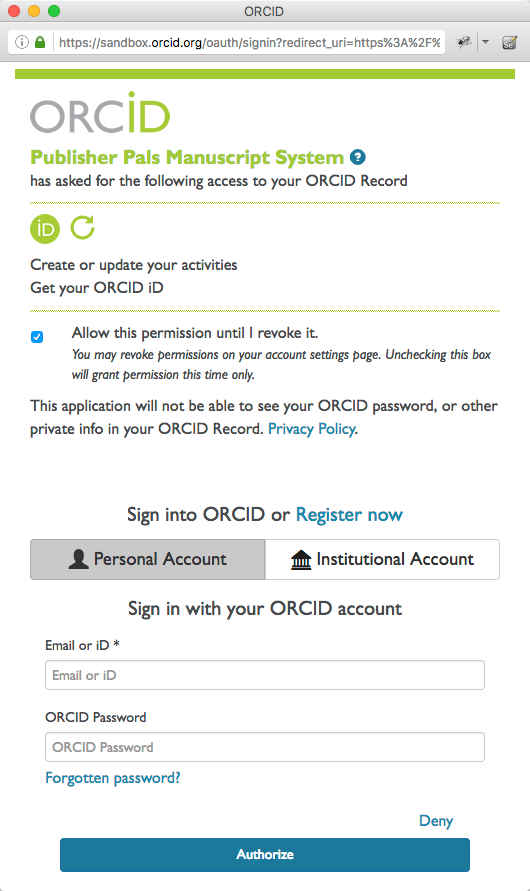 ORCID
https://sandbox.orcid.org/oauth/signin?redirect_uri=https%3A%2F%
ORCiD
Publisher Pals Manuscript System ?
has asked for the following access to your ORCID Record
iD
Create or update your activities
Get your ORCID iD
Allow this permission until I revoke it.
You may revoke permissions on your account settings page. Unchecking this box
will grant permission this time only.
This application will not be able to see your ORCID password, or other
private info in your ORCID Record. Privacy Policy.
Sign into ORCID or Register now
Personal Account
Institutional Account
Sign in with your ORCID account
Email or iD *
Email or iD
ORCID Password
ORCID Password
Forgotten password?
Deny
Authorize